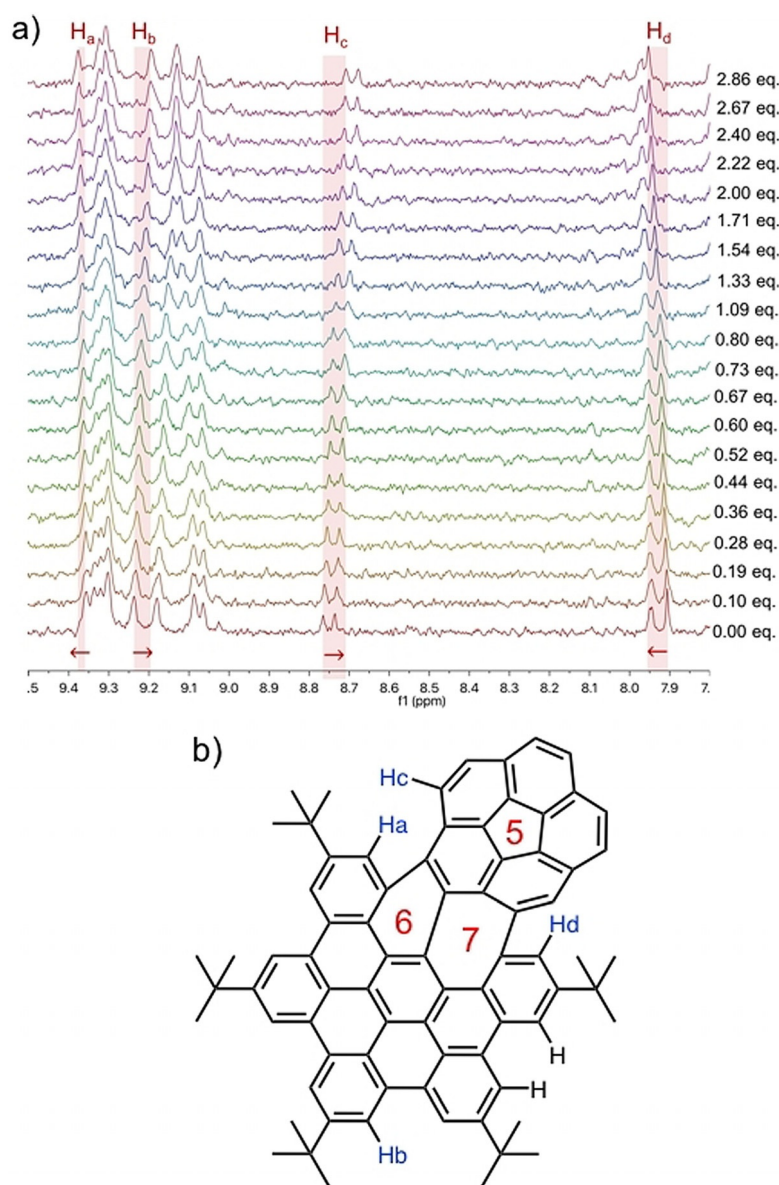 a)
Ha Hb Hc Hd
2.86 eq.
2.67 eq.
2.40 eq.
2.22 eq.
2.00 eq.
1.71 eq.
1.54 eq.
1.33 eq.
1.09 eq.
0.80 eq.
0.73 eq.
0.67 eq.
0.60 eq.
0.52 eq.
0.44 eq.
0.36 eq.
0.28 eq.
0.19 eq.
0.10 eq.
0.00 eq.
.5 9.4 9.3 9.2 9.1 9.0 8.9 8.8 8.7 8.6 8.5 8.4 8.3 8.2 8.1 8.0 7.9 7.
f1 (ppm)
b)
Hc
Ha
5
6
7
Hd
H
H
Hb